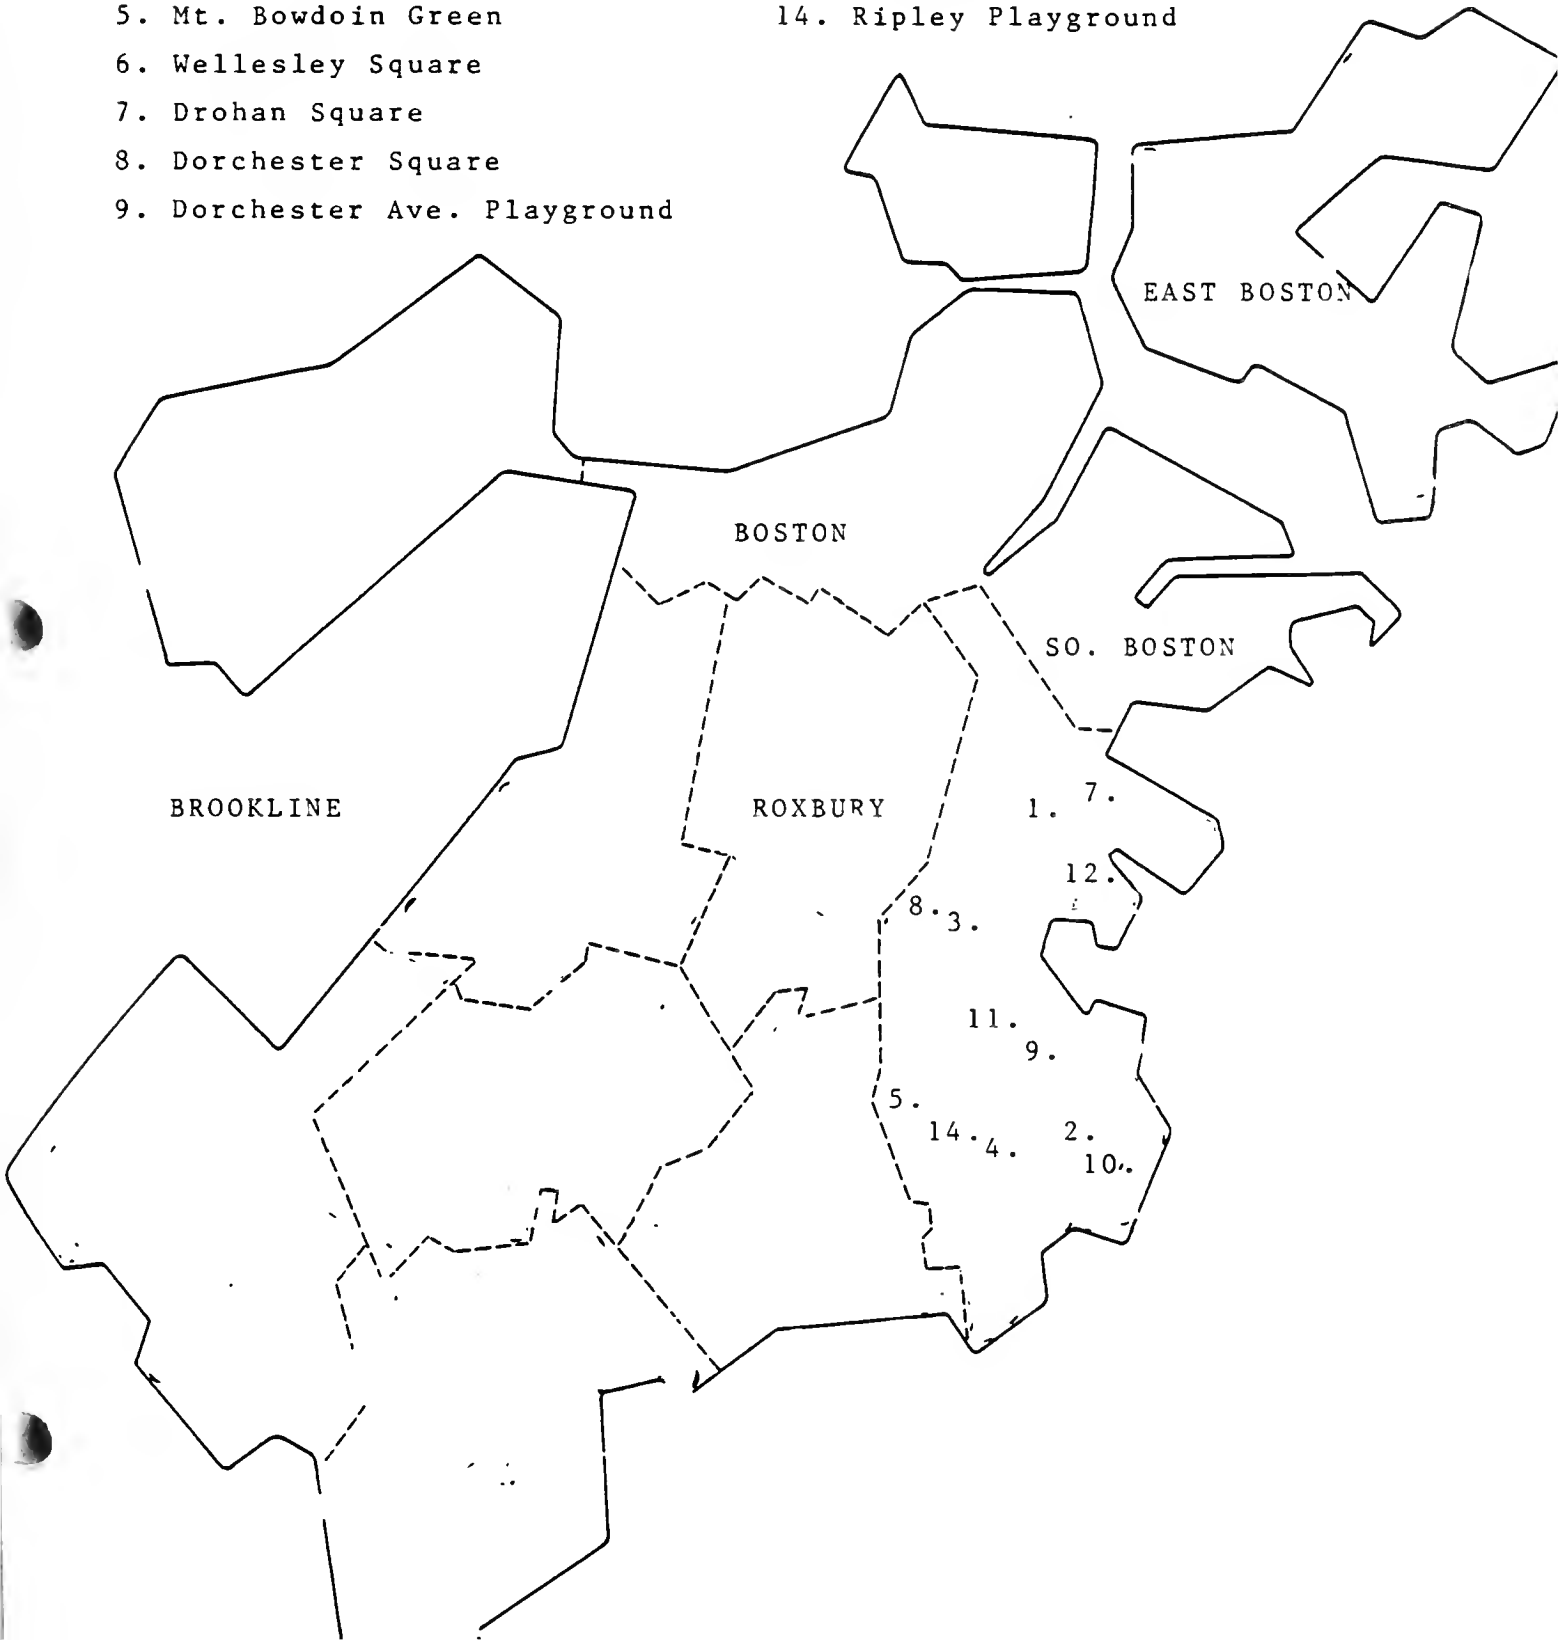 5. Mt. Bowdoin Green
14. Ripley Playground
6. Wellesley Square
7. Drohan Square
8. Dorchester Square
9. Dorchester Ave. Playground
EAST BOSTON
BOSTON
SO. BOSTON
BROOKLINE
ROXBURY
7.
1.
12.
8.
3.
11.
9.
5.
14.
4.
2.
10.